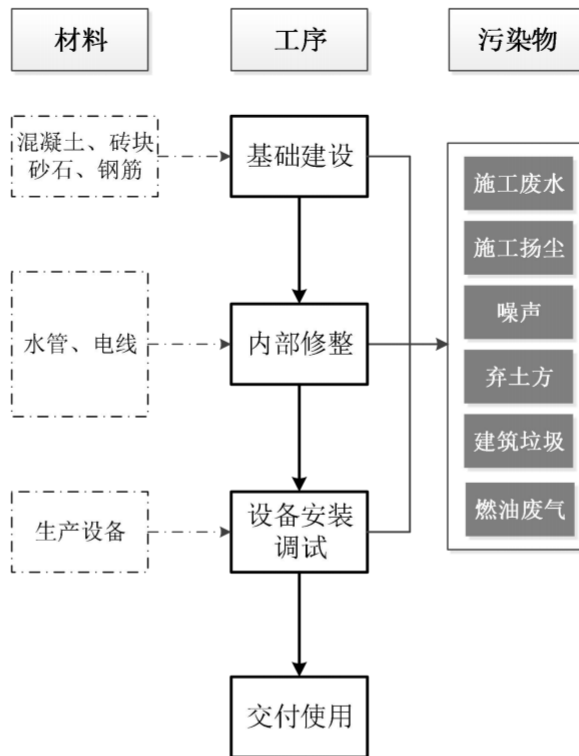 材料
工序
污染物
混凝土、砖块
砂石、钢筋
基础建设
施工废水
施工扬尘
噪声
水管、电线
内部修整
弃土方
建筑垃圾
生产设备
设备安装
调试
燃油废气
交付使用